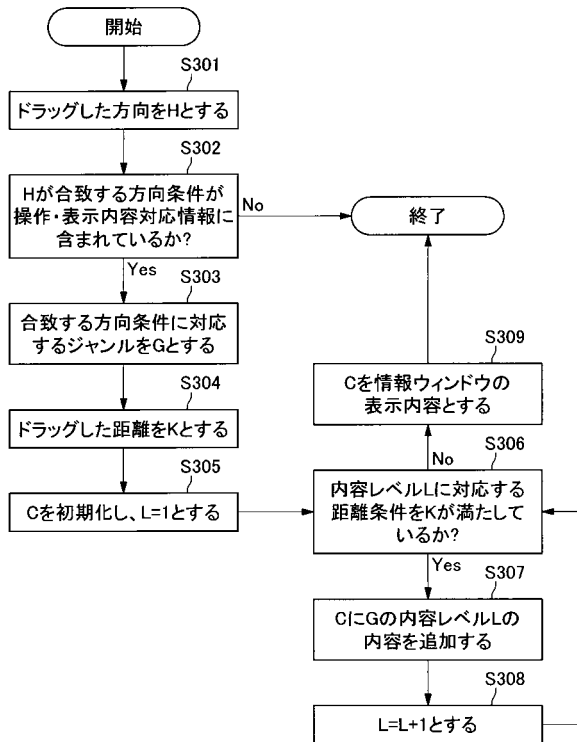 開始
S301
ドラッグした方向をHとする
S302
Hが合致する方向条件が
操作・表示内容対応情報に
含まれているか?
No
終了
Yes
S303
合致する方向条件に対応
するジャンルをGとする
S304
ドラッグした距離をKとする
S305
Cを初期化し、L=1とする
S309
Cを情報ウィンドウの
表示内容とする
S306
No
内容レベルLに対応する
距離条件をKが満たして
いるか?
Yes
S307
CにGの内容レベルLの
内容を追加する
S308
L=L+1とする